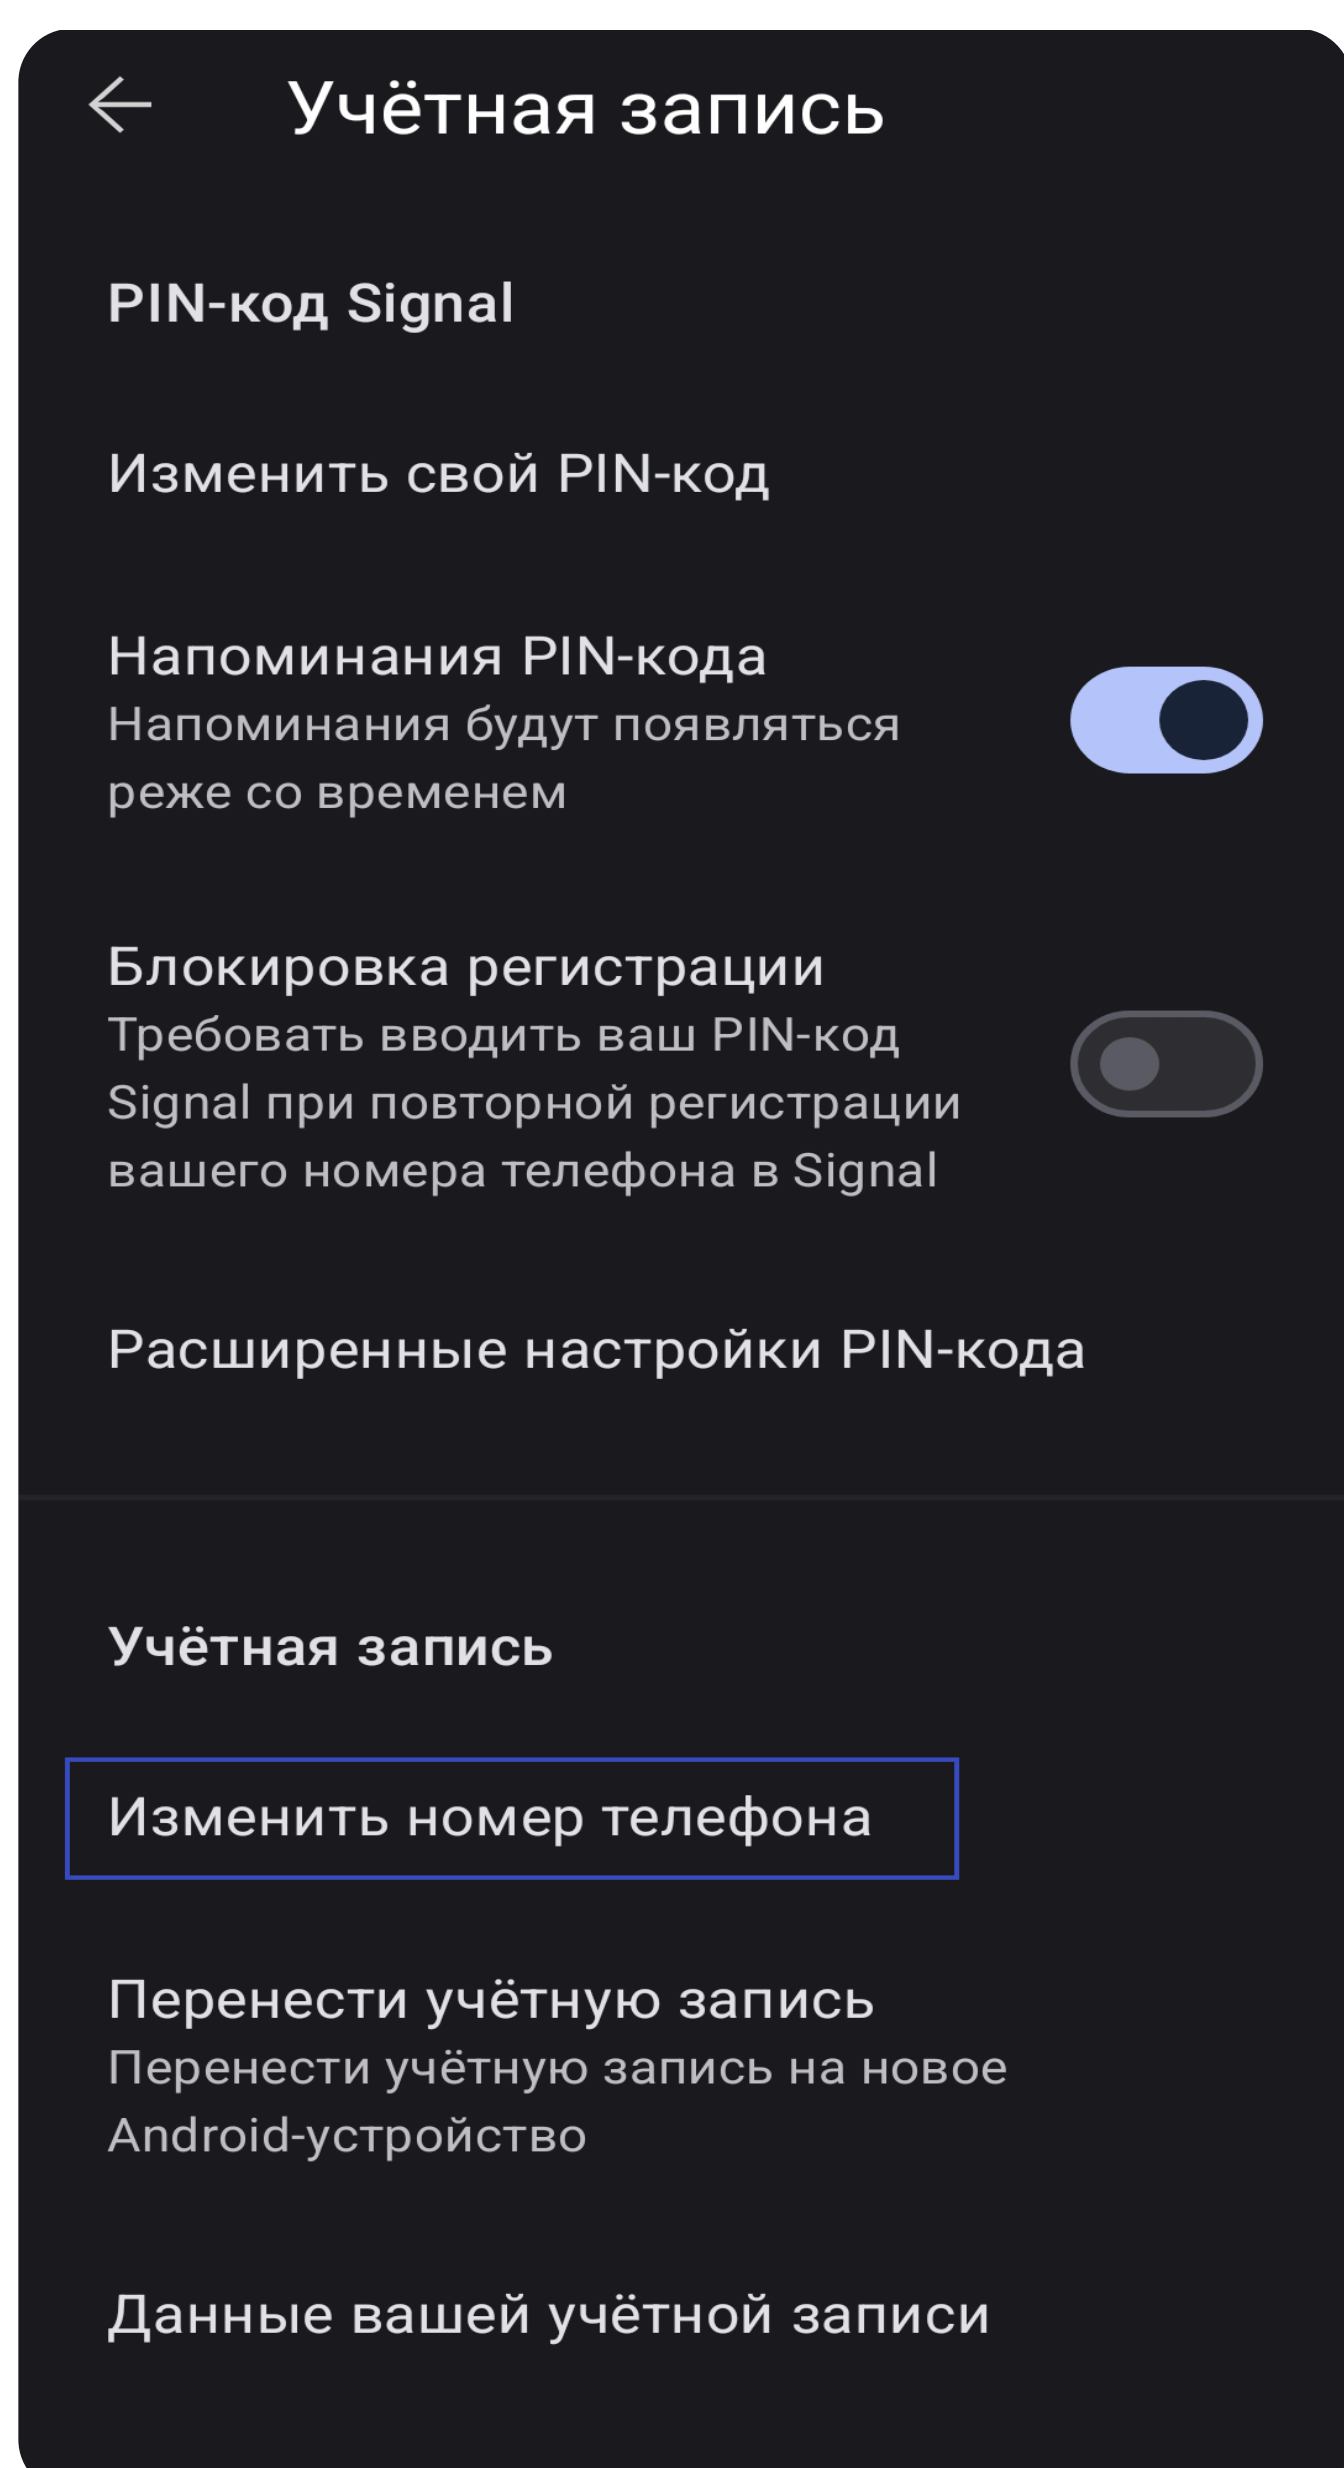 Учётная запись
PIN-код Signal
Изменить свой PIN-код
Напоминания PIN-кода
Напоминания будут появляться
реже со временем
Блокировка регистрации
Требовать вводить ваш PIN-код
Signal при повторной регистрации
вашего номера телефона в Signal
Расширенные настройки PIN-кода
Учётная запись
Изменить номер телефона
Перенести учётную запись
Перенести учётную запись на новое
Android-устройство
Данные вашей учётной записи